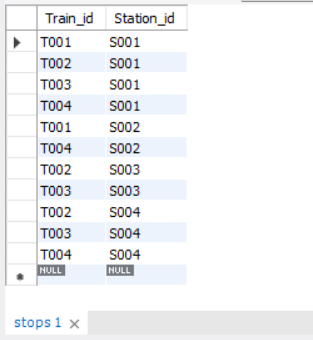 Train_id Station_id
T001 S001
T002 S001
T003 S001
T004 S001
T001 S002
T004 S002
T002 S003
T003 S003
T002 S004
T003 S004
T004 S004
NULL NULL
stops 1